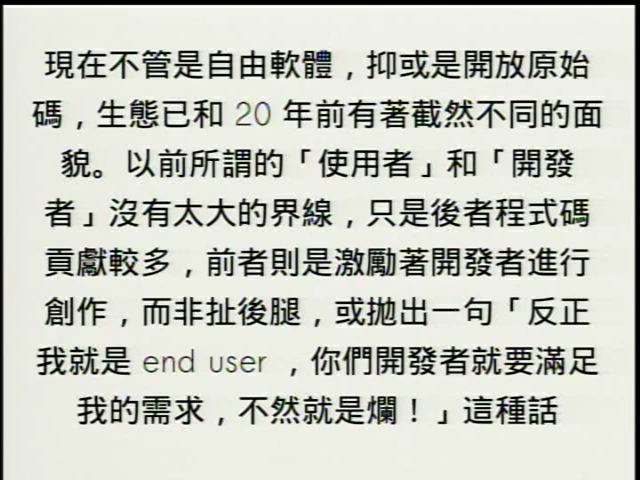 現在不管是自由軟體，抑或是開放原始
碼，生態已和 20 年前有著截然不同的面
貌。以前所謂的「使用者」和「開發
者」沒有太大的界線，只是後者程式碼
貢獻較多，前者則是激勵著開發者進行
創作，而非扯後腿，或拋出一句「反正
我就是 end user ，你們開發者就要滿足
我的需求，不然就是爛！」這種話